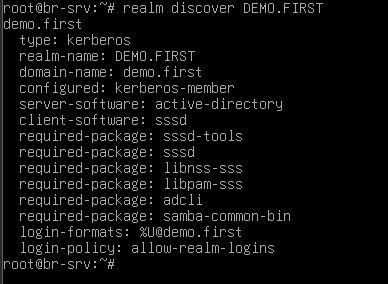 root@br-srv:~# realm discover DEMO.FIRST
demo.first
  type: kerberos
  realm-name: DEMO.FIRST
  domain-name: demo.first
  configured: kerberos-member
  server-software: active-directory
  client-software: sssd
  required-package: sssd-tools
  required-package: sssd
  required-package: libnss-sss
  required-package: libpam-sss
  required-package: adcli
  required-package: samba-common-bin
  login-formats: %U@demo.first
  login-policy: allow-realm-logins
root@br-srv:~#